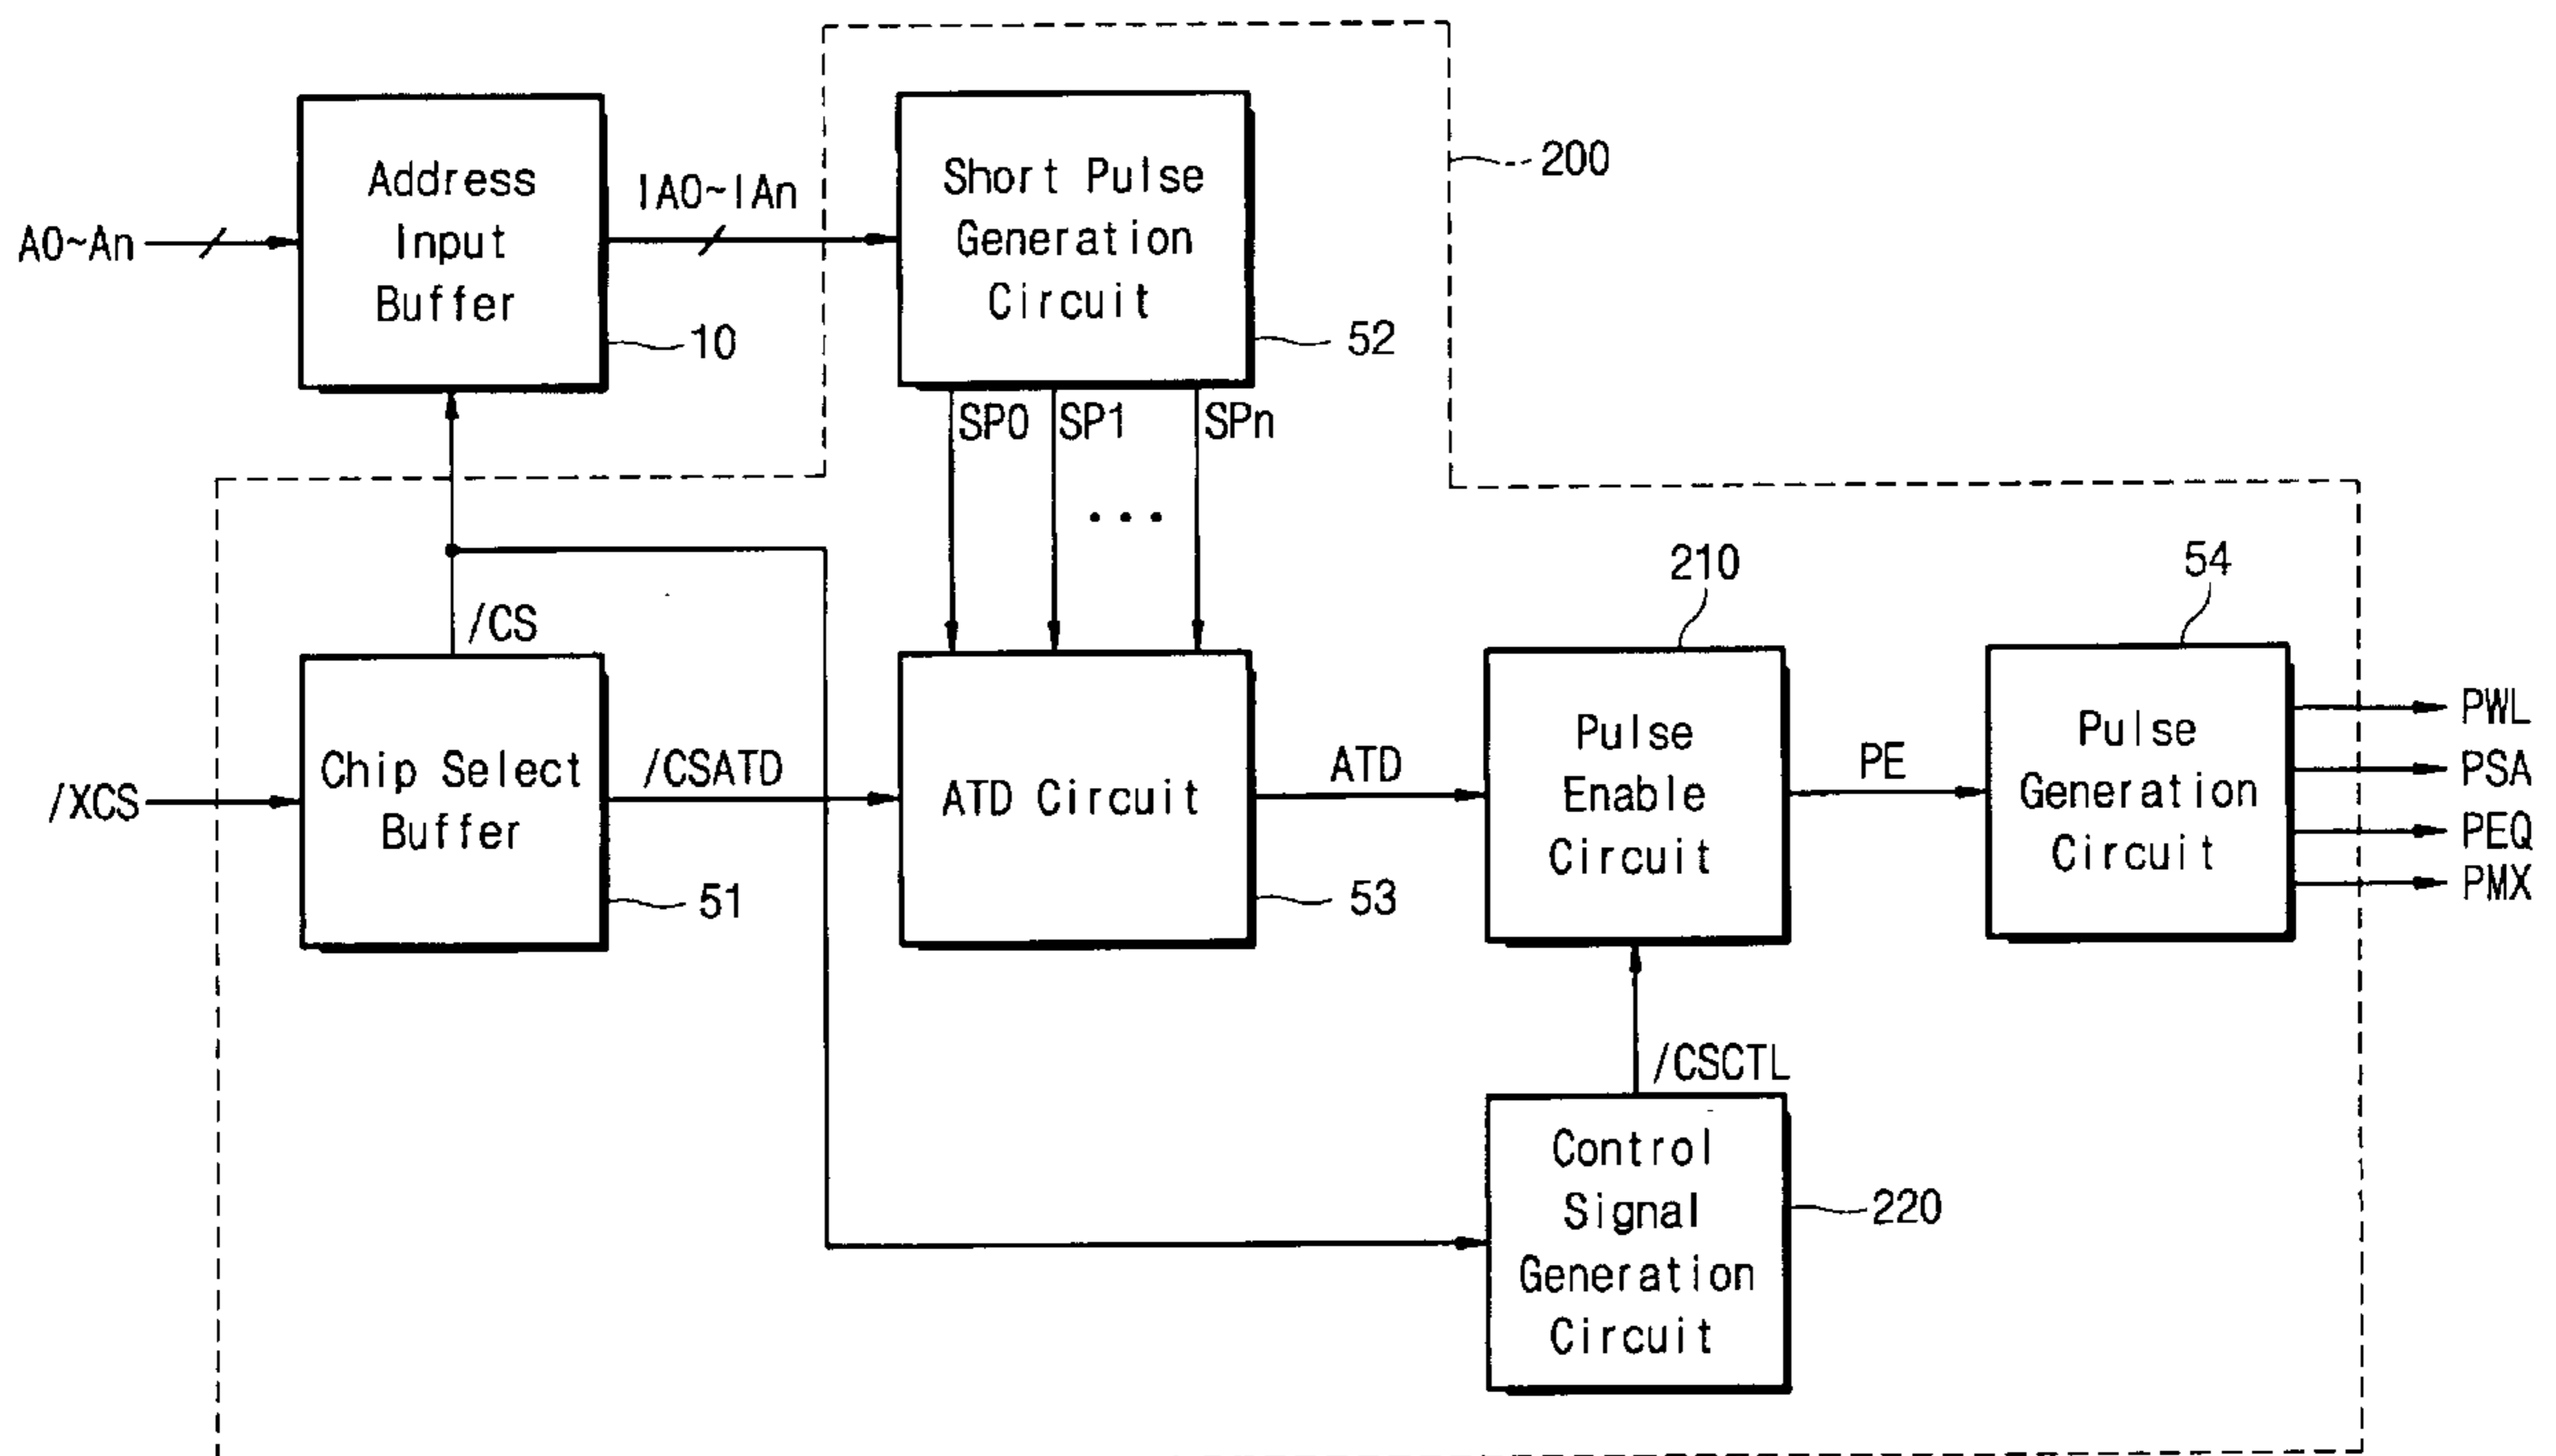 Address
Input
Buffer
10
A0~An
IA0~IAn
Short Pulse
Generation
Circuit
52
200
SP0 SP1 SPn
...
/CS
/XCS
Chip Select
Buffer
51
/CSATD
ATD Circuit
53
ATD
210
Pulse
Enable
Circuit
PE
54
Pulse
Generation
Circuit
PWL
PSA
PEQ
PMX
/CSCTL
Control
Signal
Generation
Circuit
220